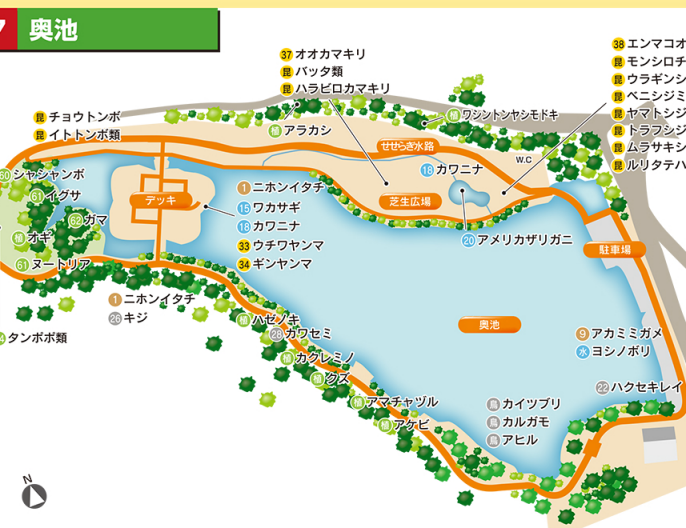 7 奥池
37 オオカマキリ
昆 バッタ類
昆 ハラビロカマキリ
38 エンマコオ
昆 モンシロチ
昆 ウラギンシ
昆 ベニシジミ
昆 ヤマトシジ
昆 トラフシジ
昆 ムラサキシ
昆 ルリタテハ
昆 チョウトンボ
昆 イトトンボ類
植 アラカシ
植 ワシントンヤシモドキ
せせらぎ水路
W.C
18 カワニナ
60 シャシャンボ
61 イグサ
62 ガマ
植 オギ
61 ヌートリア
デッキ
1 ニホンイタチ
15 ワカサギ
18 カワニナ
33 ウチワヤンマ
34 ギンヤンマ
芝生広場
20 アメリカザリガニ
駐車場
1 ニホンイタチ
26 キジ
4 タンポポ類
植 ハゼノキ
28 カワセミ
植 カクレミノ
植 クズ
植 アマチャヅル
植 アケビ
奥池
9 アカミミガメ
水 ヨシノボリ
22 ハクセキレイ
鳥 カイツブリ
鳥 カルガモ
鳥 アヒル
N